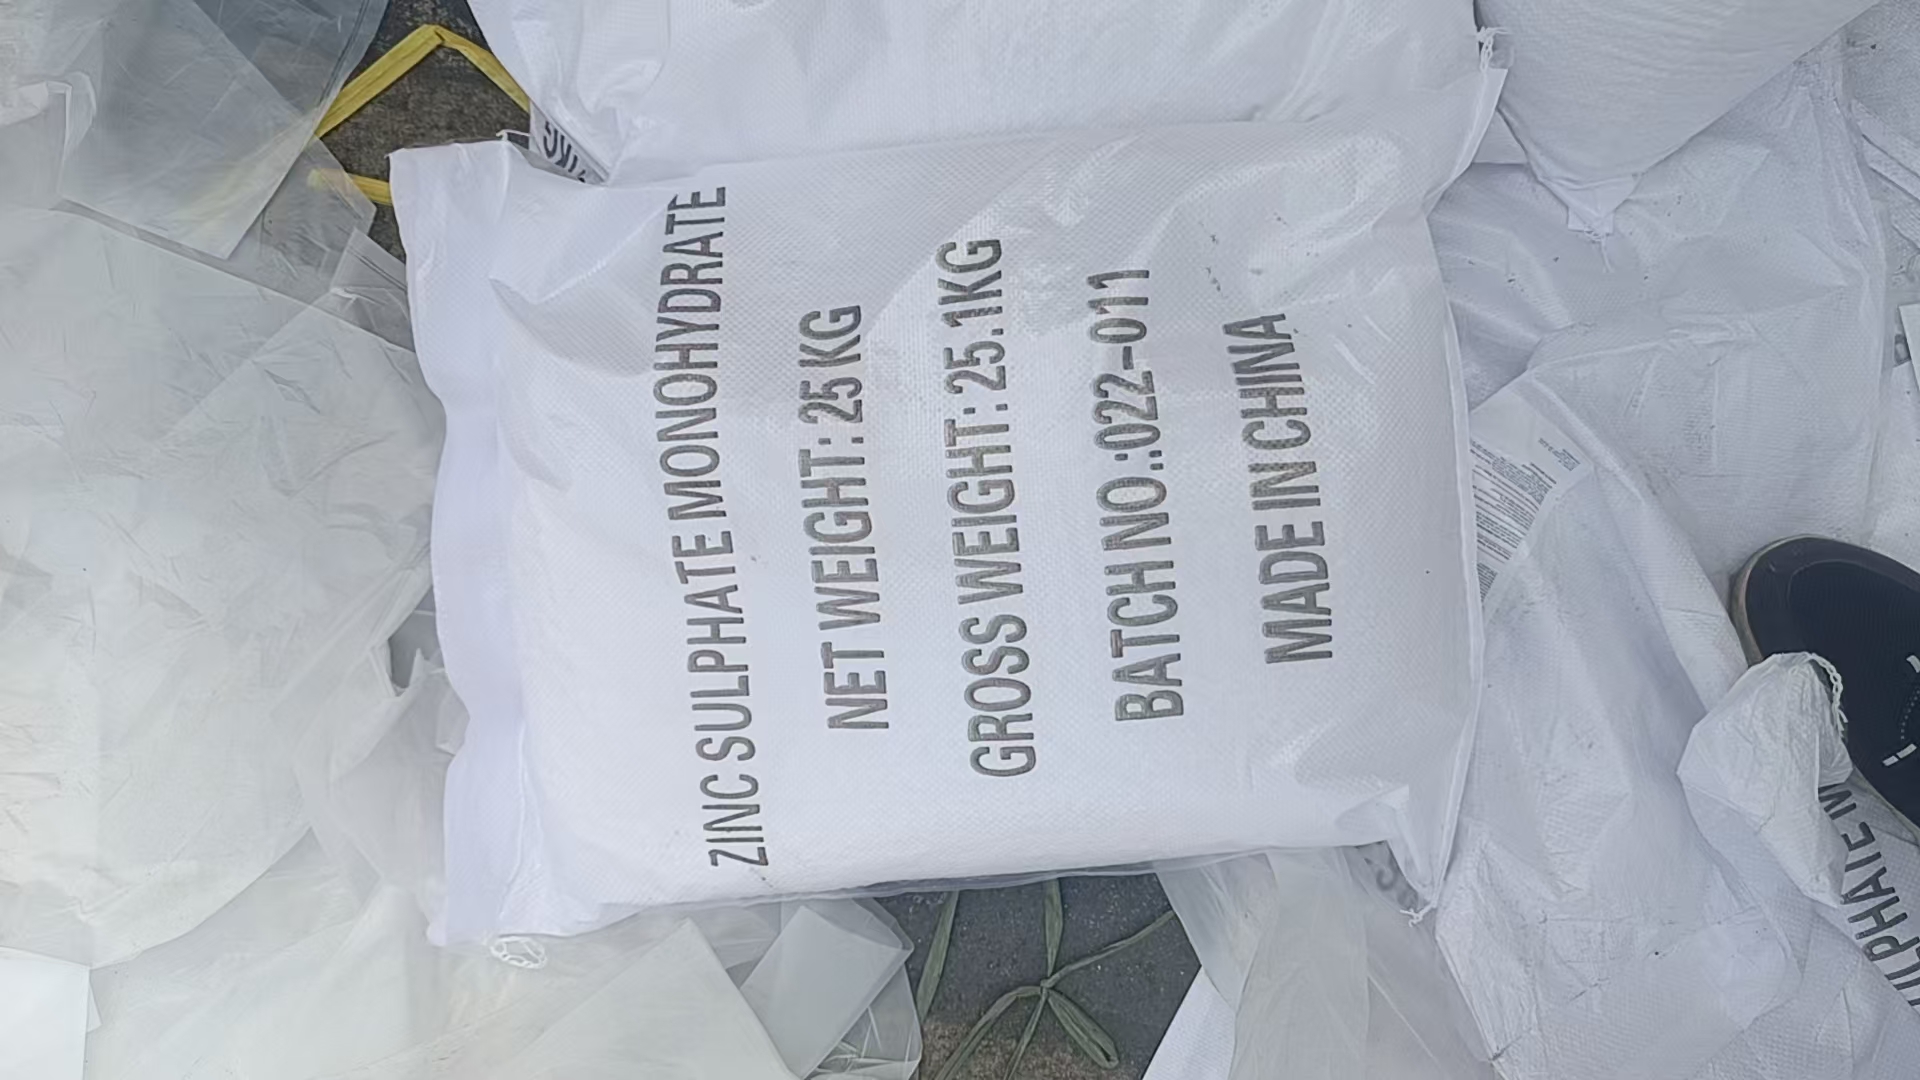 ZINC SULPHATE MONOHYDRATE
NET WEIGHT: 25 KG
GROSS WEIGHT: 25.1KG
BATCH NO.:022-011
MADE IN CHINA